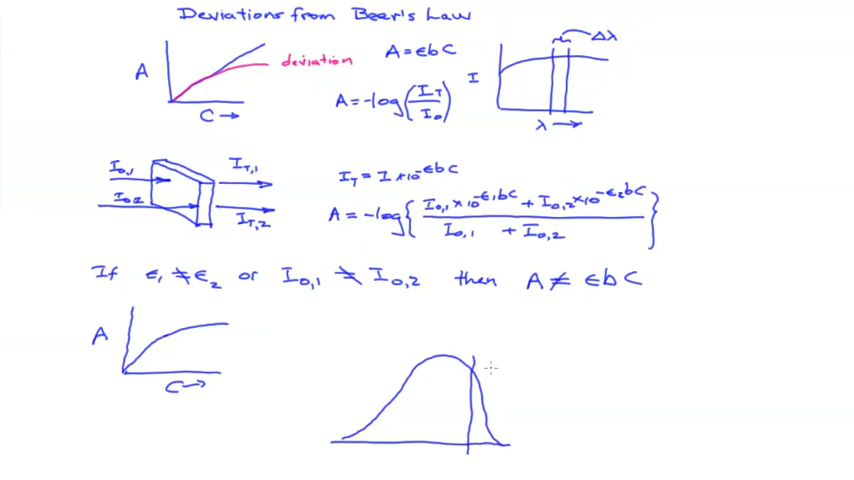 Deviations from Beer's Law
A
C →
deviation
A = ϵbC
A = -log(I_T/I_0)
I
Δλ
λ →
I_0,1
I_0,2
I_T,1
I_T,2
I_T = I × 10^-ϵbC
A = -log{(I_0,1 × 10^-ϵ₁bC + I_0,2 × 10^-ϵ₂bC)/(I_0,1 + I_0,2)}
If ϵ₁ ≠ ϵ₂ or I_0,1 ≠ I_0,2 then A ≠ ϵbC
A
C →